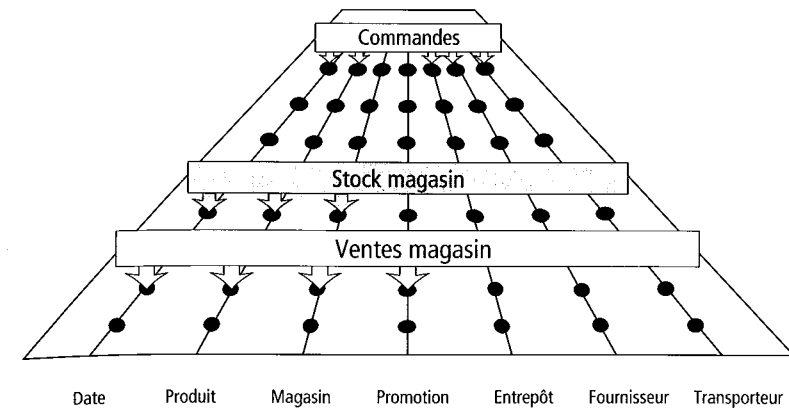 Commandes
Stock magasin
Ventes magasin
Date Produit Magasin Promotion Entrepôt Fournisseur Transporteur